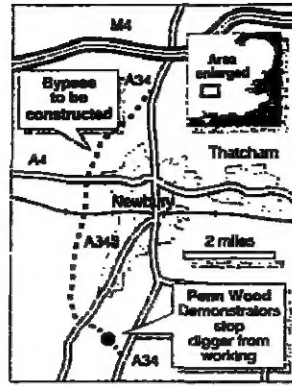 M4
Area
enlarged
A34
Bypass
to be
constructed
A4
Thatcham
Newbury
2 miles
A343
Penn Wood
Demonstrators
stop
digger from
working
A34